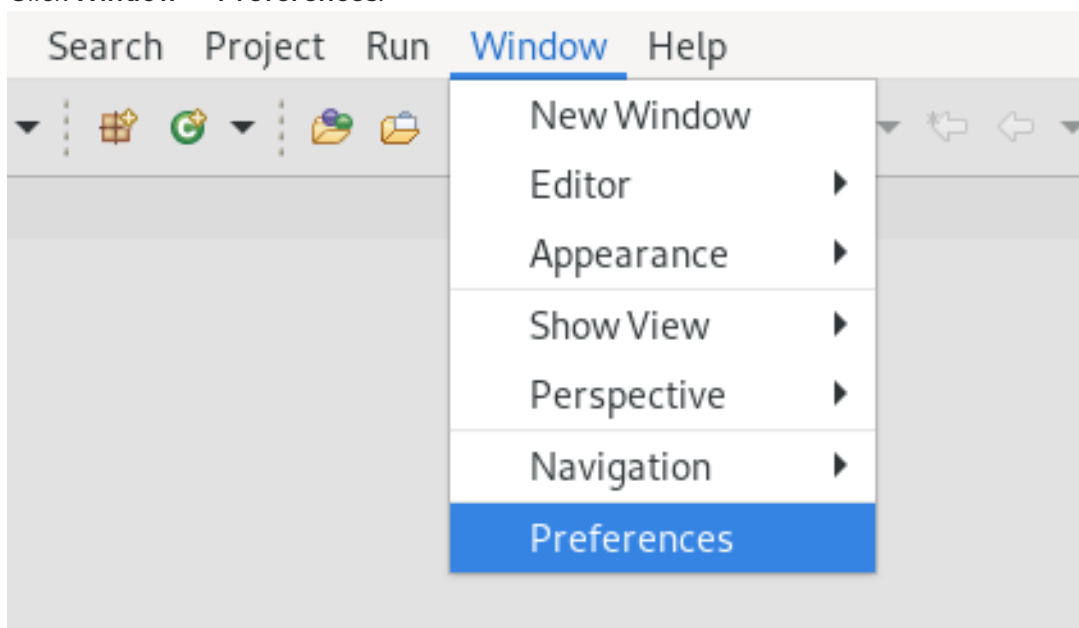 Search Project Run Window Help
New Window
Editor
Appearance
Show View
Perspective
Navigation
Preferences